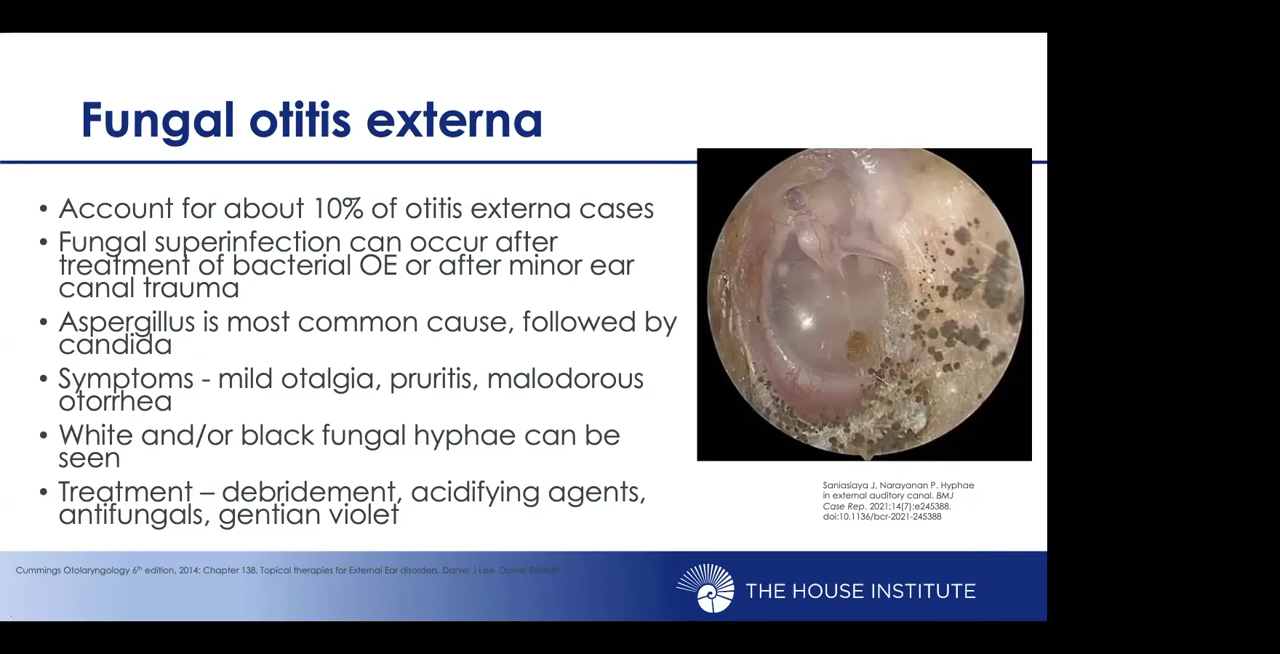 Fungal otitis externa
• Account for about 10% of otitis externa cases
• Fungal superinfection can occur after
treatment of bacterial OE or after minor ear
canal trauma
• Aspergillus is most common cause, followed by
candida
• Symptoms - mild otalgia, pruritis, malodorous
otorrhea
• White and/or black fungal hyphae can be
seen
• Treatment – debridement, acidifying agents,
antifungals, gentian violet
Saniasiaya J, Narayanan P. Hyphae
in external auditory canal. BMJ
Case Rep. 2021;14(7):e245388.
doi:10.1136/bcr-2021-245388
Cummings Otolaryngology 6th edition, 2014: Chapter 138, Topical therapies for External Ear disorders. Daniel J Lee, Daniel
THE HOUSE INSTITUTE